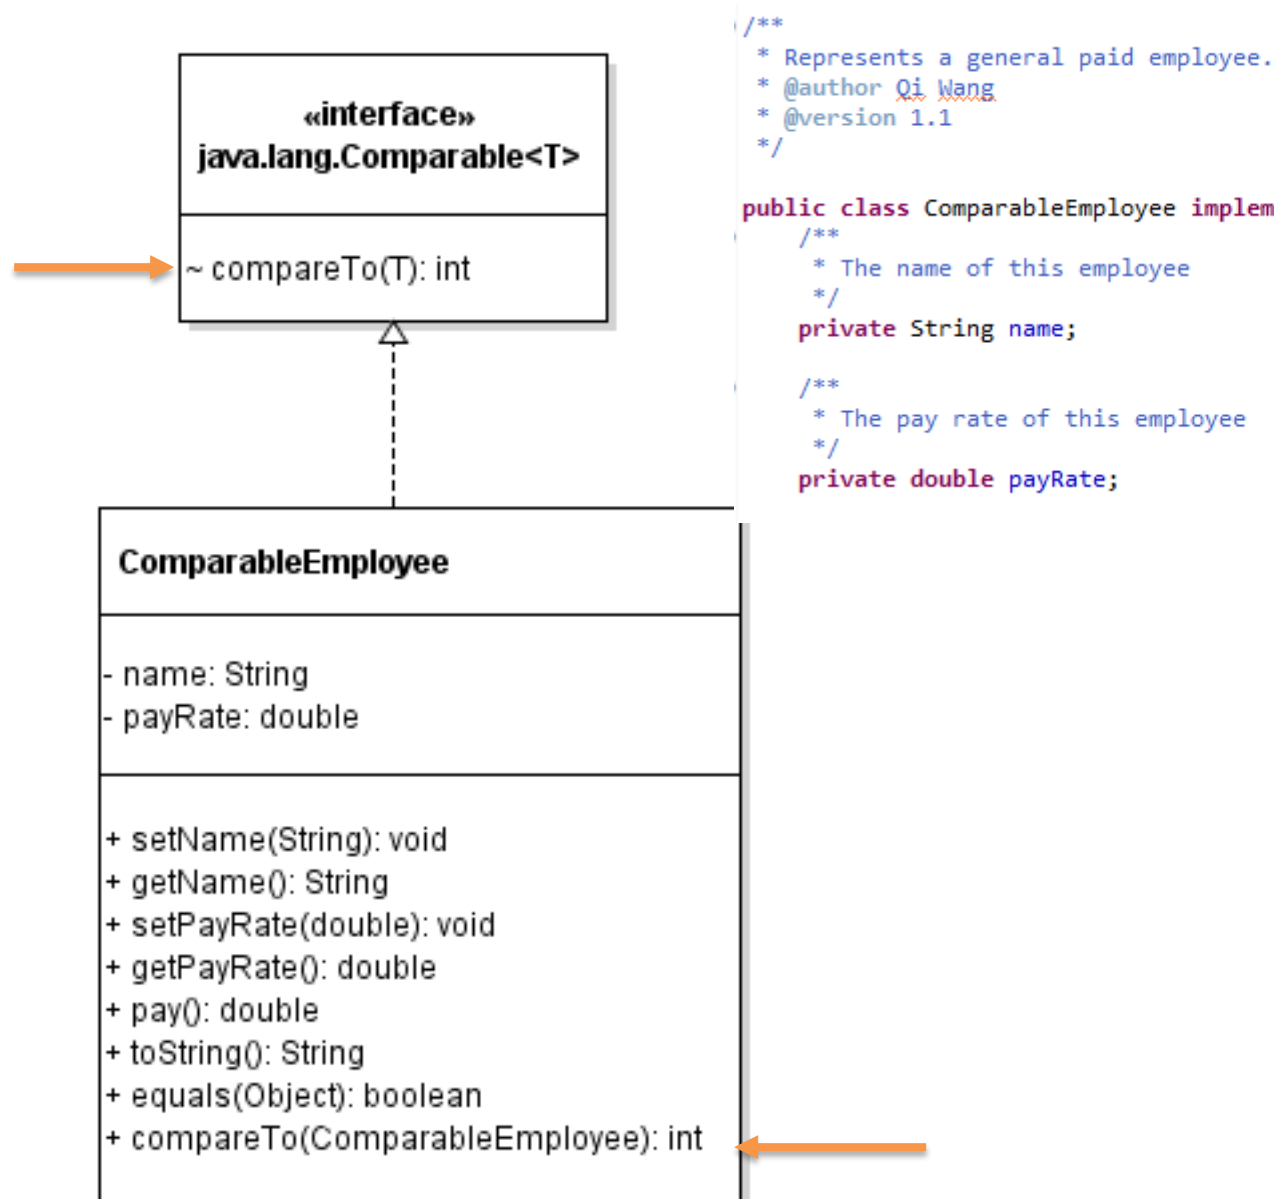 «interface»
java.lang.Comparable<T>
~ compareTo(T): int
ComparableEmployee
- name: String
- payRate: double
+ setName(String): void
+ getName(): String
+ setPayRate(double): void
+ getPayRate(): double
+ pay(): double
+ toString(): String
+ equals(Object): boolean
+ compareTo(ComparableEmployee): int
/**
 * Represents a general paid employee.
 * @author Qi Wang
 * @version 1.1
 */
public class ComparableEmployee implem
    /**
     * The name of this employee
     */
    private String name;
    /**
     * The pay rate of this employee
     */
    private double payRate;